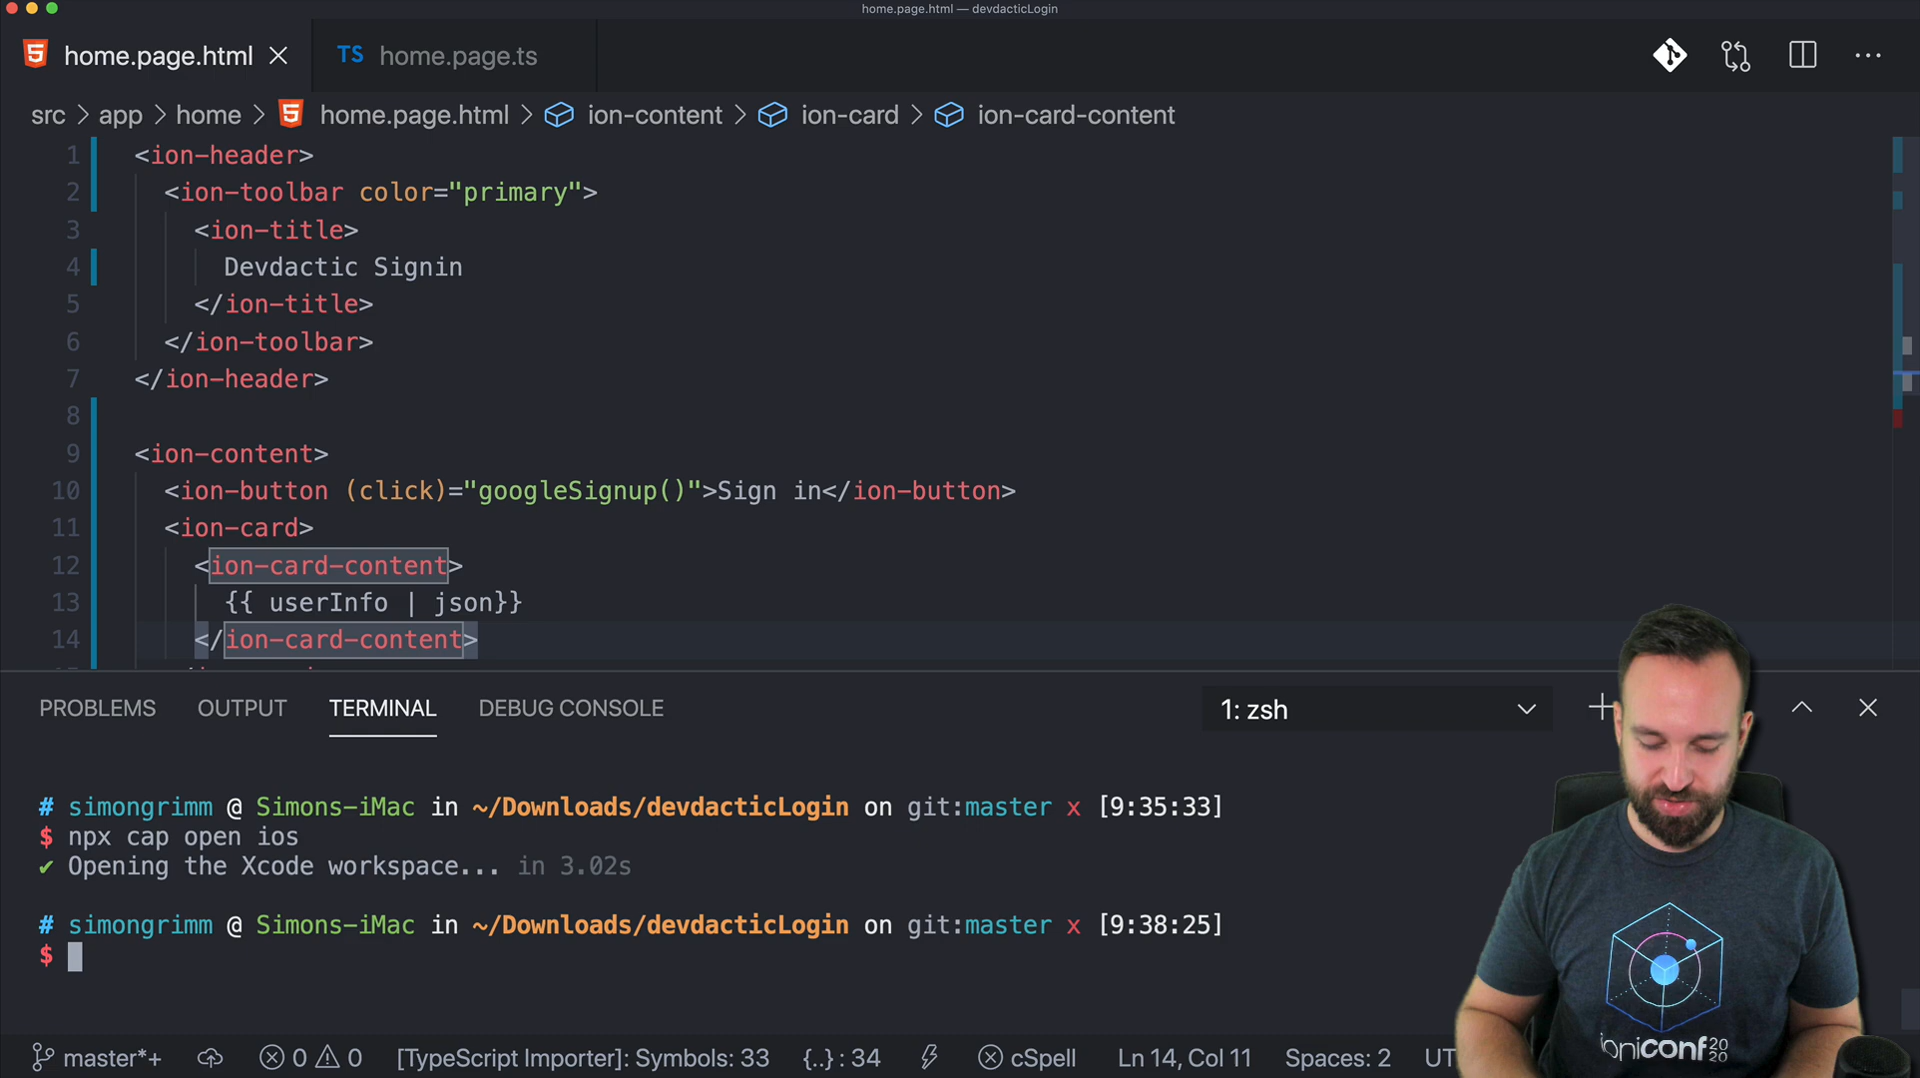 home.page.html — devdacticLogin
home.page.html
TS home.page.ts
src > app > home > home.page.html > ion-content > ion-card > ion-card-content
1 <ion-header>
2 <ion-toolbar color="primary">
3 <ion-title>
4 Devdactic Signin
5 </ion-title>
6 </ion-toolbar>
7 </ion-header>
8
9 <ion-content>
10 <ion-button (click)="googleSignup()">Sign in</ion-button>
11 <ion-card>
12 <ion-card-content>
13 {{ userInfo | json}}
14 </ion-card-content>
PROBLEMS OUTPUT TERMINAL DEBUG CONSOLE 1: zsh
# simongrimm @ Simons-iMac in ~/Downloads/devdacticLogin on git:master x [9:35:33]
$ npx cap open ios
✔ Opening the Xcode workspace... in 3.02s
# simongrimm @ Simons-iMac in ~/Downloads/devdacticLogin on git:master x [9:38:25]
$
ioniconf 2020
master*+ 0 0 [TypeScript Importer]: Symbols: 33 {..} : 34 cSpell Ln 14, Col 11 Spaces: 2 UT